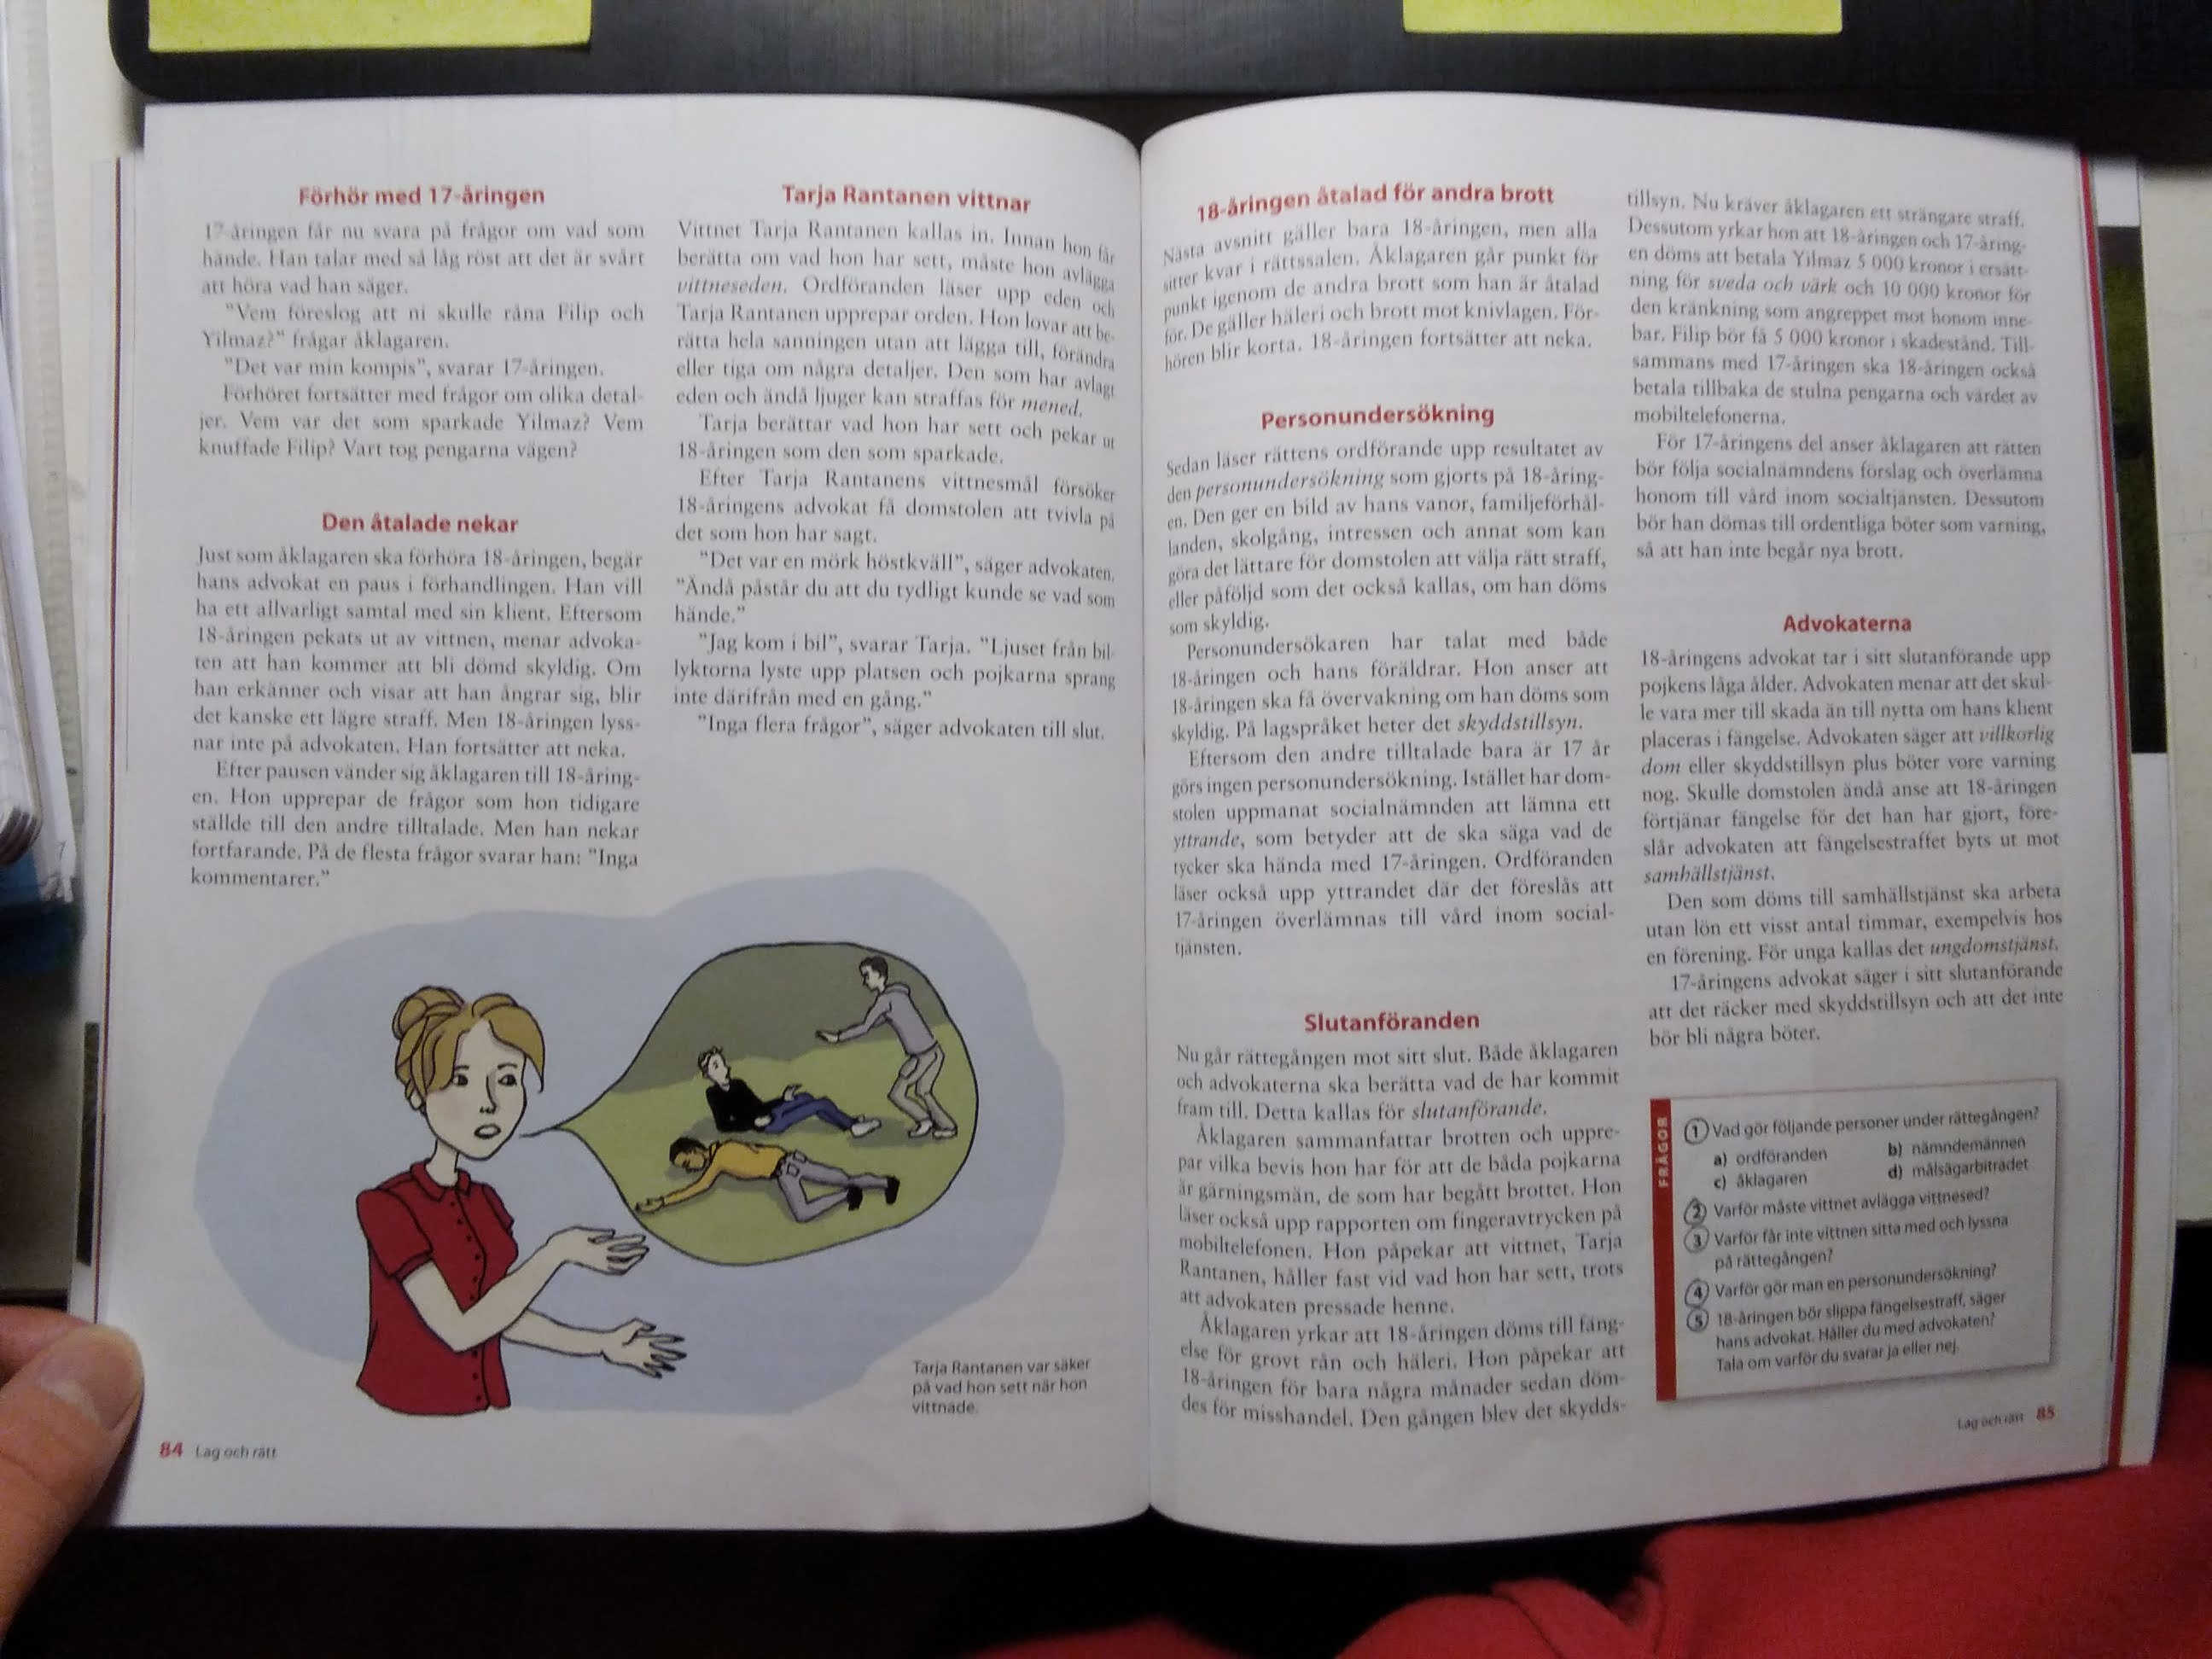 Förhör med 17-åringen
17-åringen får nu svara på frågor om vad som
hände. Han talar med så låg röst att det är svårt
att höra vad han säger.
"Vem föreslog att ni skulle råna Filip och
Yilmaz?" frågar åklagaren.
"Det var min kompis", svarar 17-åringen.
Förhöret fortsätter med frågor om olika detal-
jer. Vem var det som sparkade Yilmaz? Vem
knuffade Filip? Vart tog pengarna vägen?
Den åtalade nekar
Just som åklagaren ska förhöra 18-åringen, begär
hans advokat en paus i förhandlingen. Han vill
ha ett allvarligt samtal med sin klient. Eftersom
18-åringen pekats ut av vittnen, menar advoka-
ten att han kommer att bli dömd skyldig. Om
han erkänner och visar att han ångrar sig, blir
det kanske ett lägre straff. Men 18-åringen lyss-
nar inte på advokaten. Han fortsätter att neka.
Efter pausen vänder sig åklagaren till 18-åring-
en. Hon upprepar de frågor som hon tidigare
ställde till den andre tilltalade. Men han nekar
fortfarande. På de flesta frågor svarar han: "Inga
kommentarer."
Tarja Rantanen vittnar
Vittnet Tarja Rantanen kallas in. Innan hon får
berätta om vad hon har sett, måste hon avlägga
vittneseden. Ordföranden läser upp eden och
Tarja Rantanen upprepar orden. Hon lovar att be-
rätta hela sanningen utan att lägga till, förändra
eller tiga om några detaljer. Den som har avlagt
eden och ändå ljuger kan straffas för mened.
Tarja berättar vad hon har sett och pekar ut
18-åringen som den som sparkade.
Efter Tarja Rantanens vittnesmål försöker
18-åringens advokat få domstolen att tvivla på
det som hon har sagt.
"Det var en mörk höstkväll", säger advokaten.
"Ändå påstår du att du tydligt kunde se vad som
hände."
"Jag kom i bil", svarar Tarja. "Ljuset från bil-
lyktorna lyste upp platsen och pojkarna sprang
inte därifrån med en gång."
"Inga flera frågor", säger advokaten till slut.
Tarja Rantanen var säker
på vad hon sett när hon
vittnade.
84 Lag och rätt
18-åringen åtalad för andra brott
Nästa avsnitt gäller bara 18-åringen, men alla
sitter kvar i rättssalen. Åklagaren går punkt för
punkt igenom de andra brott som han är åtalad
för. De gäller häleri och brott mot knivlagen. För-
hören blir korta. 18-åringen fortsätter att neka.
Personundersökning
Sedan läser rättens ordförande upp resultatet av
den personundersökning som gjorts på 18-åring-
en. Den ger en bild av hans vanor, familjeförhål-
landen, skolgång, intressen och annat som kan
göra det lättare för domstolen att välja rätt straff,
eller påföljd som det också kallas, om han döms
som skyldig.
Personundersökaren har talat med både
18-åringen och hans föräldrar. Hon anser att
18-åringen ska få övervakning om han döms som
skyldig. På lagspråket heter det skyddstillsyn.
Eftersom den andre tilltalade bara är 17 år
görs ingen personundersökning. Istället har dom-
stolen uppmanat socialnämnden att lämna ett
yttrande, som betyder att de ska säga vad de
tycker ska hända med 17-åringen. Ordföranden
läser också upp yttrandet där det föreslås att
17-åringen överlämnas till vård inom social-
tjänsten.
Slutanföranden
Nu går rättegången mot sitt slut. Både åklagaren
och advokaterna ska berätta vad de har kommit
fram till. Detta kallas för slutanförande.
Åklagaren sammanfattar brotten och uppre-
par vilka bevis hon har för att de båda pojkarna
är gärningsmän, de som har begått brottet. Hon
läser också upp rapporten om fingeravtrycken på
mobiltelefonen. Hon påpekar att vittnet, Tarja
Rantanen, håller fast vid vad hon har sett, trots
att advokaten pressade henne.
Åklagaren yrkar att 18-åringen döms till fäng-
else för grovt rån och häleri. Hon påpekar att
18-åringen för bara några månader sedan döm-
des för misshandel. Den gången blev det skydds-
tillsyn. Nu kräver åklagaren ett strängare straff.
Dessutom yrkar hon att 18-åringen och 17-åring-
en döms att betala Yilmaz 5 000 kronor i ersätt-
ning för sveda och värk och 10 000 kronor för
den kränkning som angreppet mot honom inne-
bar. Filip bör få 5 000 kronor i skadestånd. Till-
sammans med 17-åringen ska 18-åringen också
betala tillbaka de stulna pengarna och värdet av
mobiltelefonerna.
För 17-åringens del anser åklagaren att rätten
bör följa socialnämndens förslag och överlämna
honom till vård inom socialtjänsten. Dessutom
bör han dömas till ordentliga böter som varning,
så att han inte begår nya brott.
Advokaterna
18-åringens advokat tar i sitt slutanförande upp
pojkens låga ålder. Advokaten menar att det skul-
le vara mer till skada än till nytta om hans klient
placeras i fängelse. Advokaten säger att villkorlig
dom eller skyddstillsyn plus böter vore varning
nog. Skulle domstolen ändå anse att 18-åringen
förtjänar fängelse för det han har gjort, före-
slår advokaten att fängelsestraffet byts ut mot
samhällstjänst.
Den som döms till samhällstjänst ska arbeta
utan lön ett visst antal timmar, exempelvis hos
en förening. För unga kallas det ungdomstjänst.
17-åringens advokat säger i sitt slutanförande
att det räcker med skyddstillsyn och att det inte
bör bli några böter.
FRÅGOR
1 Vad gör följande personer under rättegången?
a) ordföranden b) nämndemännen
c) åklagaren d) målsägarbiträdet
2 Varför måste vittnet avlägga vittnesed?
3 Varför får inte vittnen sitta med och lyssna
på rättegången?
4 Varför gör man en personundersökning?
5 18-åringen bör slippa fängelsestraff, säger
hans advokat. Håller du med advokaten?
Tala om varför du svarar ja eller nej.
Lag och rätt 85